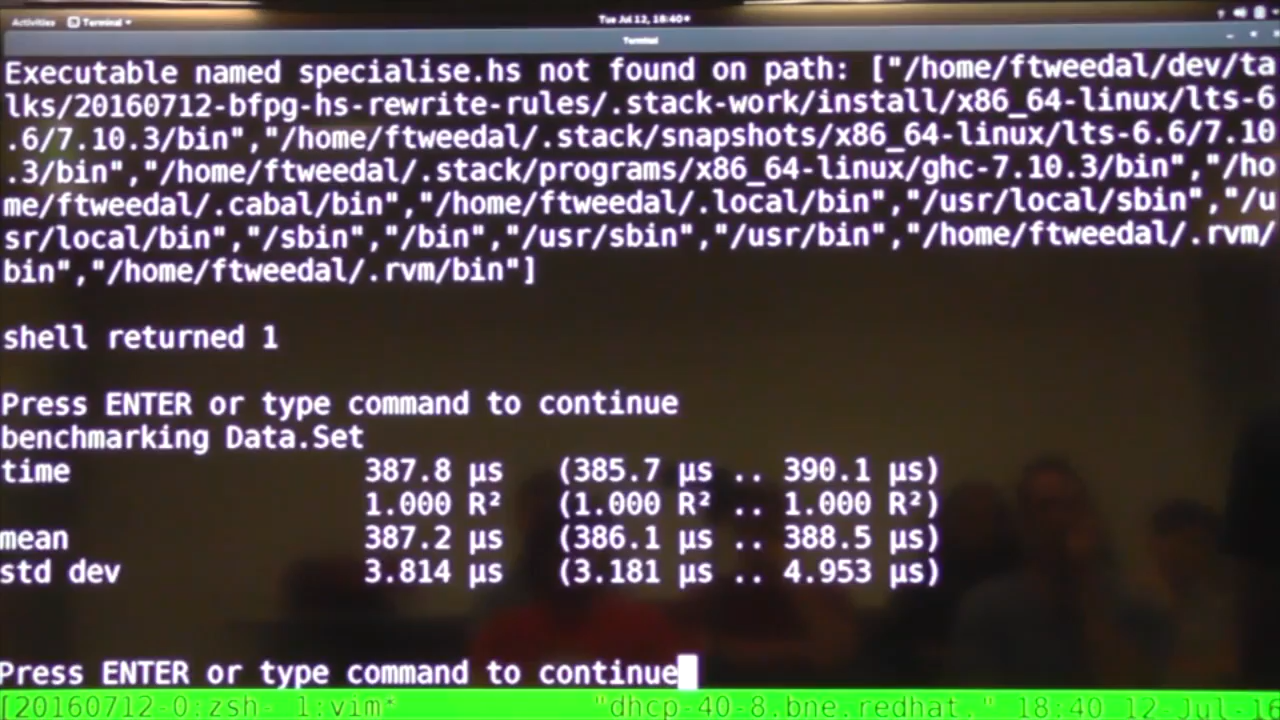 Activities Terminal Tue Jul 12, 18:40
Terminal
Executable named specialise.hs not found on path: ["/home/ftweedal/dev/ta
lks/20160712-bfpg-hs-rewrite-rules/.stack-work/install/x86_64-linux/lts-6
.6/7.10.3/bin","/home/ftweedal/.stack/snapshots/x86_64-linux/lts-6.6/7.10
.3/bin","/home/ftweedal/.stack/programs/x86_64-linux/ghc-7.10.3/bin","/ho
me/ftweedal/.cabal/bin","/home/ftweedal/.local/bin","/usr/local/sbin","/u
sr/local/bin","/sbin","/bin","/usr/sbin","/usr/bin","/home/ftweedal/.rvm/
bin","/home/ftweedal/.rvm/bin"]
shell returned 1
Press ENTER or type command to continue
benchmarking Data.Set
time 387.8 µs (385.7 µs .. 390.1 µs)
1.000 R² (1.000 R² .. 1.000 R²)
mean 387.2 µs (386.1 µs .. 388.5 µs)
std dev 3.814 µs (3.181 µs .. 4.953 µs)
Press ENTER or type command to continue
[20160712-0:zsh- 1:vim* "dhcp-40-8.bne.redhat." 18:40 12-Jul-16